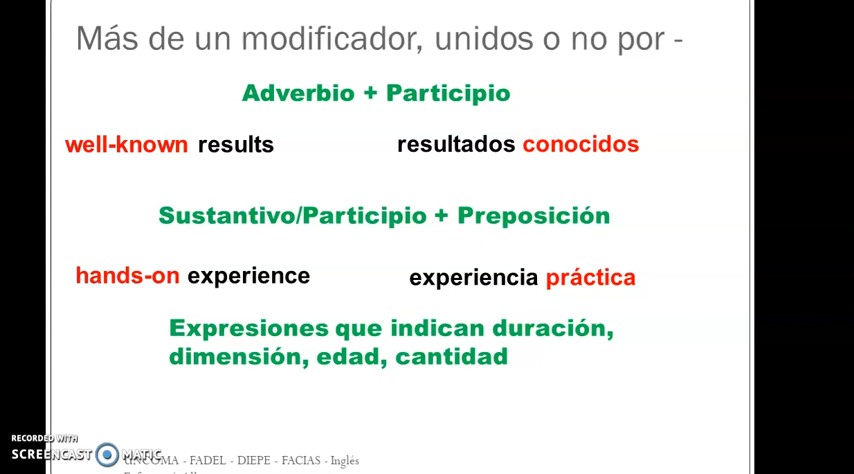 Más de un modificador, unidos o no por -
Adverbio + Participio
well-known results resultados conocidos
Sustantivo/Participio + Preposición
hands-on experience experiencia práctica
Expresiones que indican duración,
dimensión, edad, cantidad
RECORDED WITH
SCREENCAST MATIC
UNCOMA - FADEL - DIEPE - FACIAS - Inglés